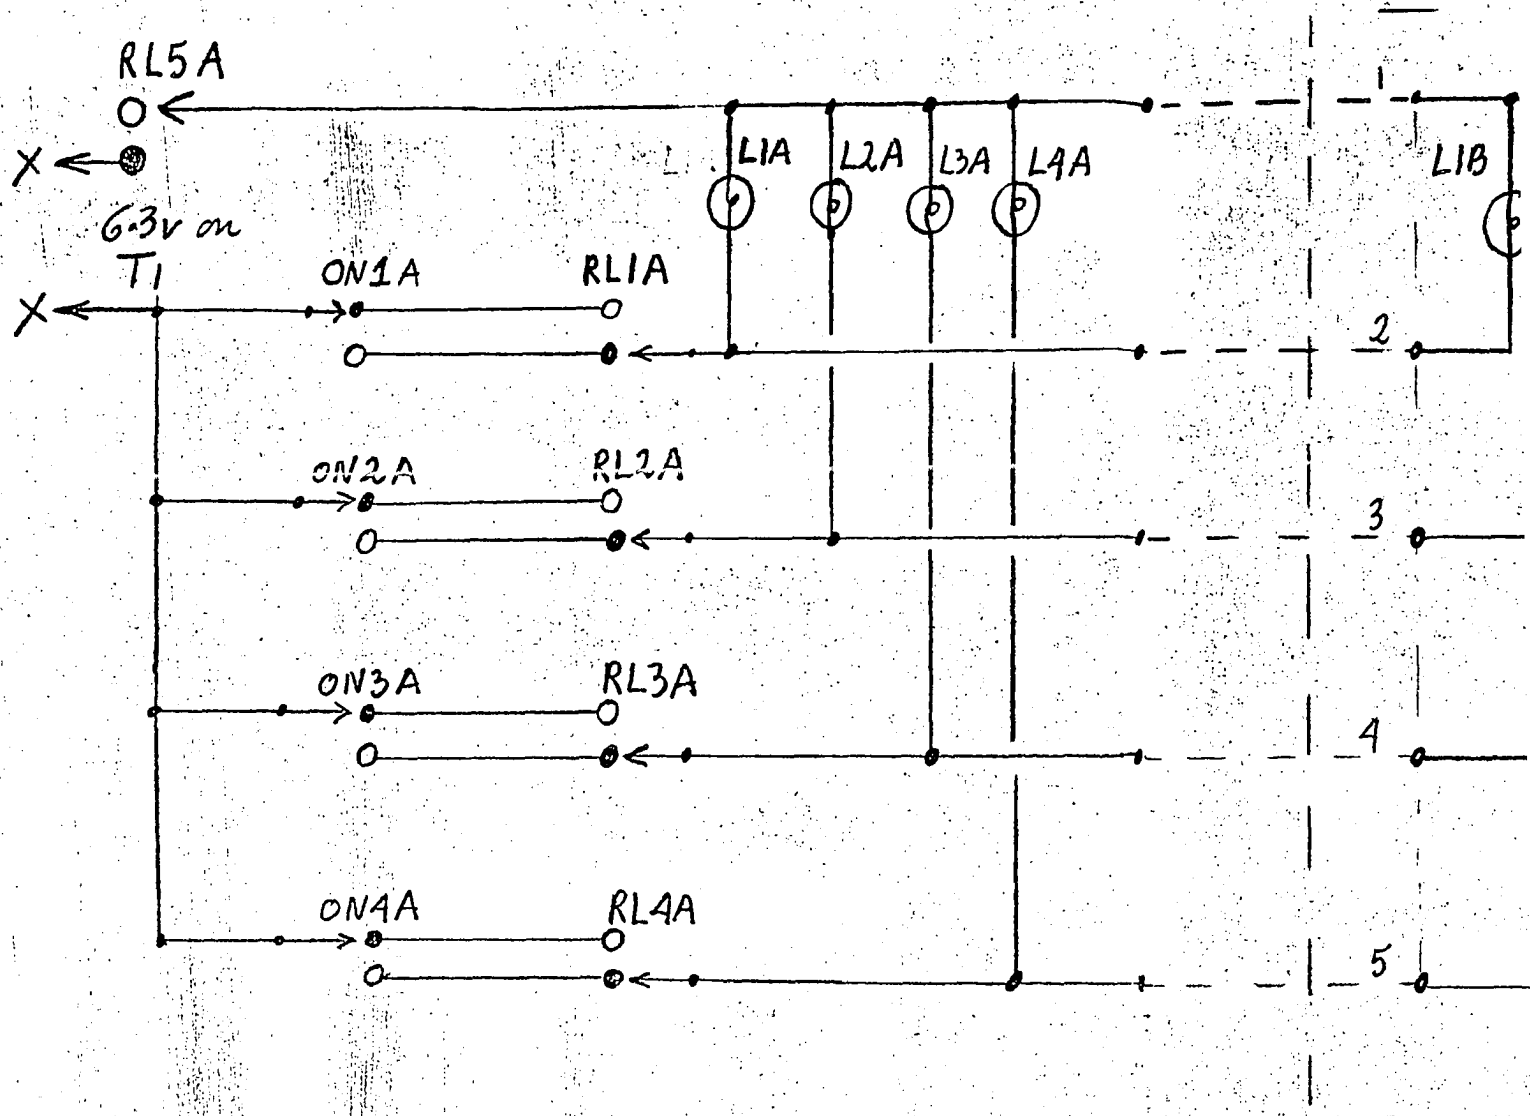 RL5A
1
L1A L2A L3A L4A L1B
X
6.3v on
T1
ON1A RL1A
X
2
ON2A RL2A
3
ON3A RL3A
4
ON4A RL4A
5